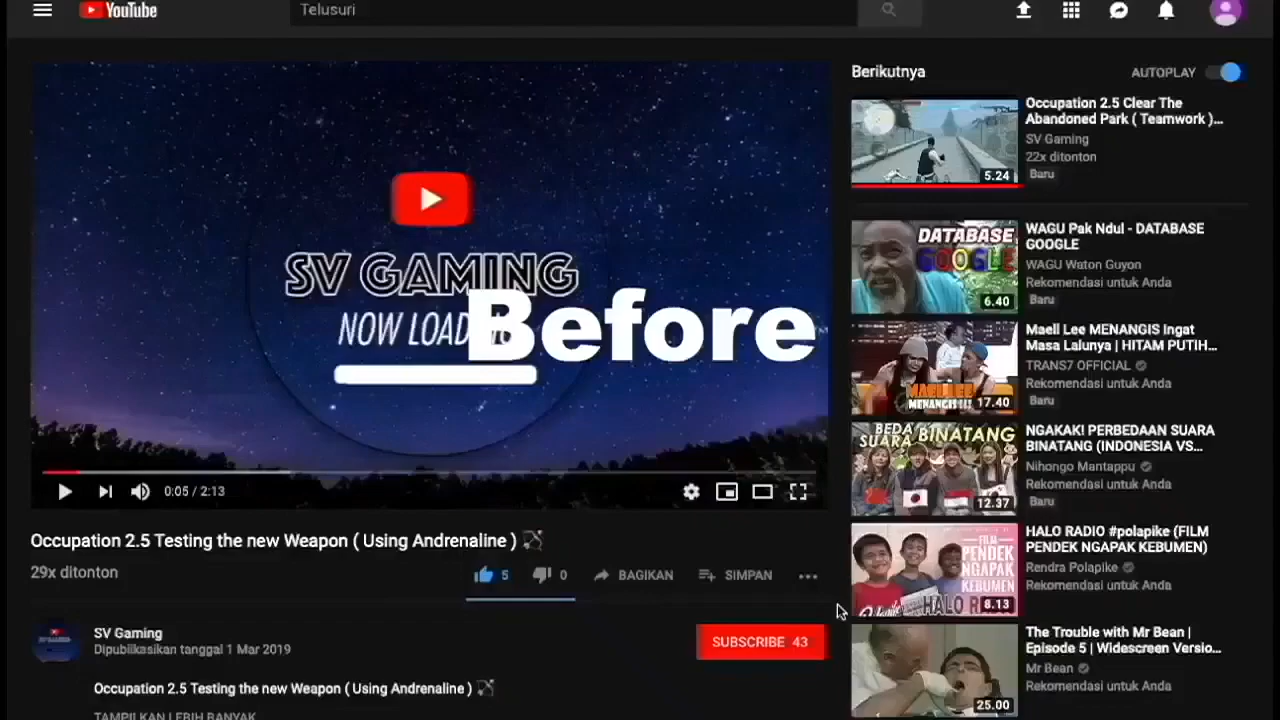 YouTube
Telusuri
SV GAMING
NOW LOAD
Before
0:05 / 2:13
Occupation 2.5 Testing the new Weapon ( Using Andrenaline )
29x ditonton
5
0
BAGIKAN
SIMPAN
SV Gaming
Dipublikasikan tanggal 1 Mar 2019
SUBSCRIBE 43
Occupation 2.5 Testing the new Weapon ( Using Andrenaline )
TAMPILKAN LEBIH BANYAK
Berikutnya
AUTOPLAY
5.24
Occupation 2.5 Clear The
Abandoned Park ( Teamwork )...
SV Gaming
22x ditonton
Baru
DATABASE
GOOGLE
6.40
WAGU Pak Ndul - DATABASE
GOOGLE
WAGU Waton Guyon
Rekomendasi untuk Anda
Baru
MAELL LEE
MENANGIS!!!
17.40
Maell Lee MENANGIS Ingat
Masa Lalunya | HITAM PUTIH...
TRANS7 OFFICIAL
Rekomendasi untuk Anda
Baru
BEDA
SUARA BINATANG
12.37
NGAKAK! PERBEDAAN SUARA
BINATANG (INDONESIA VS...
Nihongo Mantappu
Rekomendasi untuk Anda
Baru
FILM
PENDEK
NGAPAK
KEBUMEN
HALO
8.13
HALO RADIO #polapike (FILM
PENDEK NGAPAK KEBUMEN)
Rendra Polapike
Rekomendasi untuk Anda
25.00
The Trouble with Mr Bean |
Episode 5 | Widescreen Versio...
Mr Bean
Rekomendasi untuk Anda